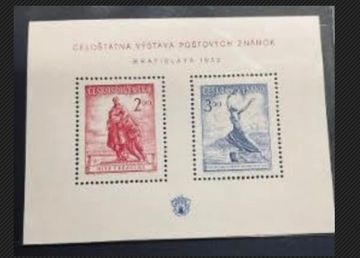 CELOŠTÁTNA VÝSTAVA POŠTOVÝCH ZNÁMOK
BRATISLAVA 1952
ČESKOSLOVENSKO
2.00
ČESKOSLOVENSKO
3.00